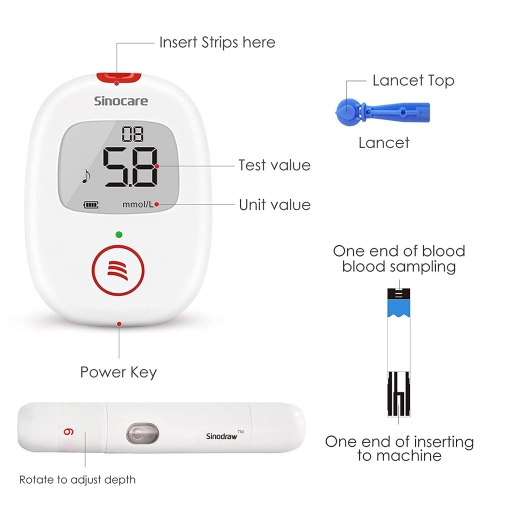 Insert Strips here
Sinocare
08
5.8
mmol/L
Test value
Unit value
Power Key
Lancet Top
Lancet
One end of blood
blood sampling
One end of inserting
to machine
6
Sinodraw™
Rotate to adjust depth